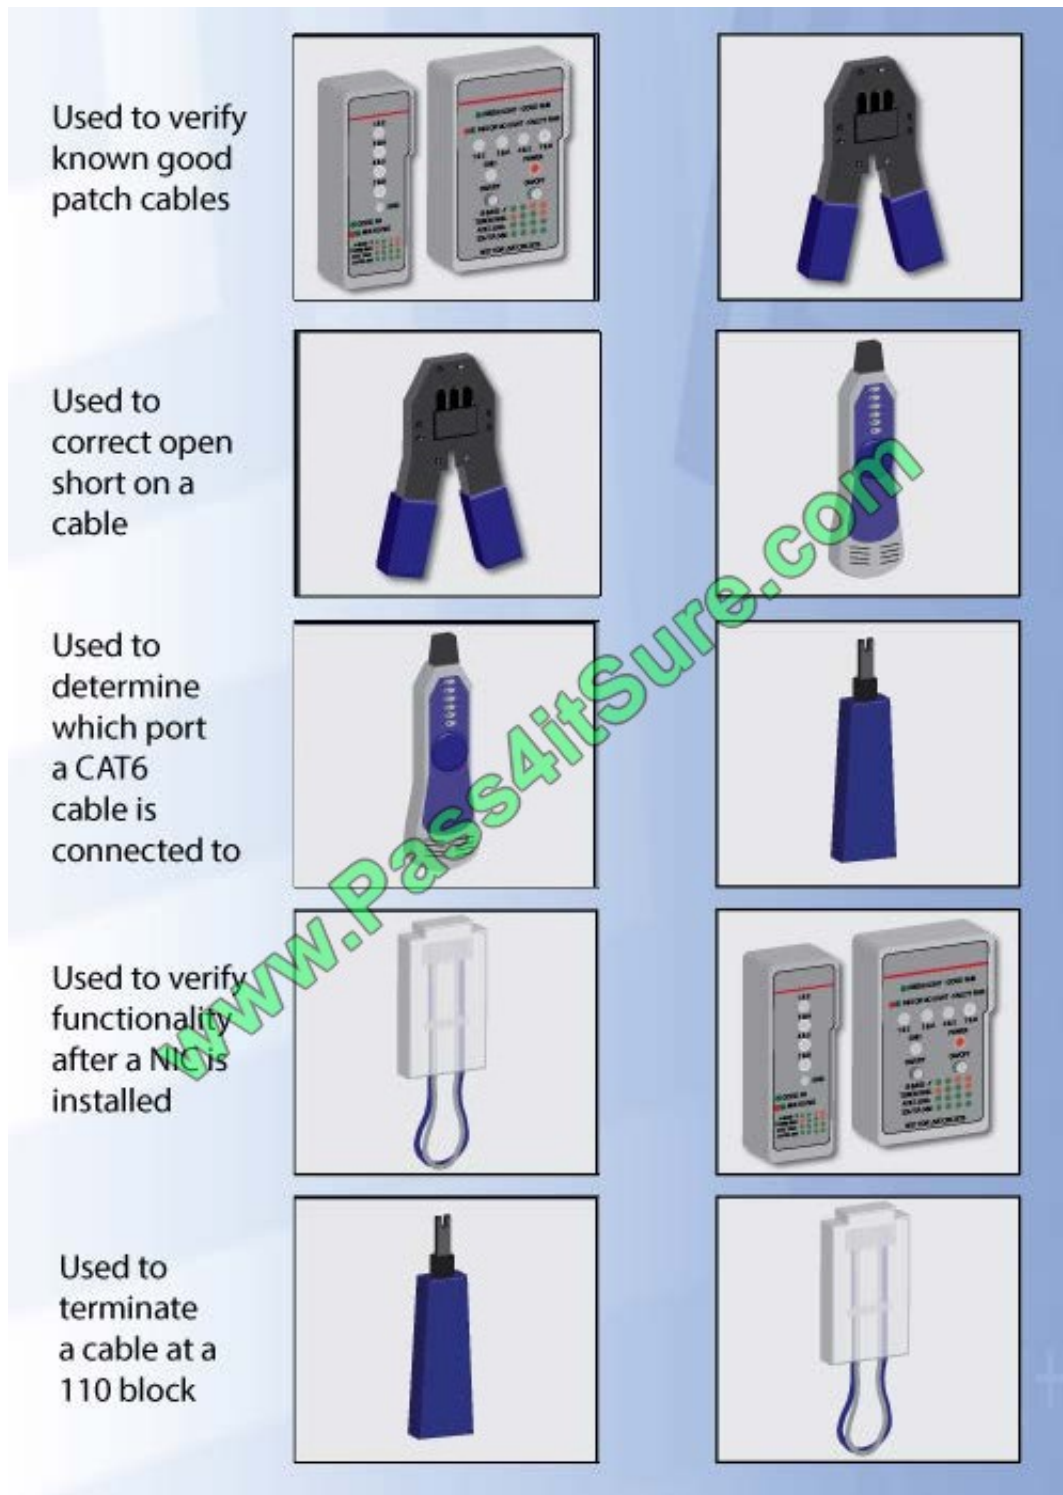 Used to verify
known good
patch cables
Used to
correct open
short on a
cable
Used to
determine
which port
a CAT6
cable is
connected to
Used to verify
functionality
after a NIC is
installed
Used to
terminate
a cable at a
110 block
www.Pass4itSure.com